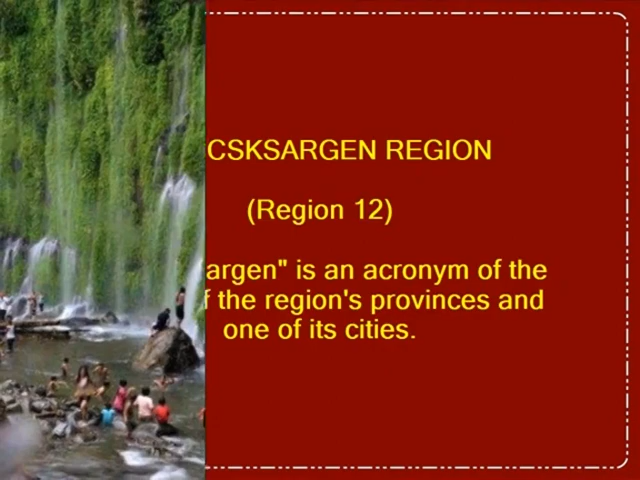 CSKSARGEN REGION
(Region 12)
argen" is an acronym of the
f the region's provinces and
one of its cities.